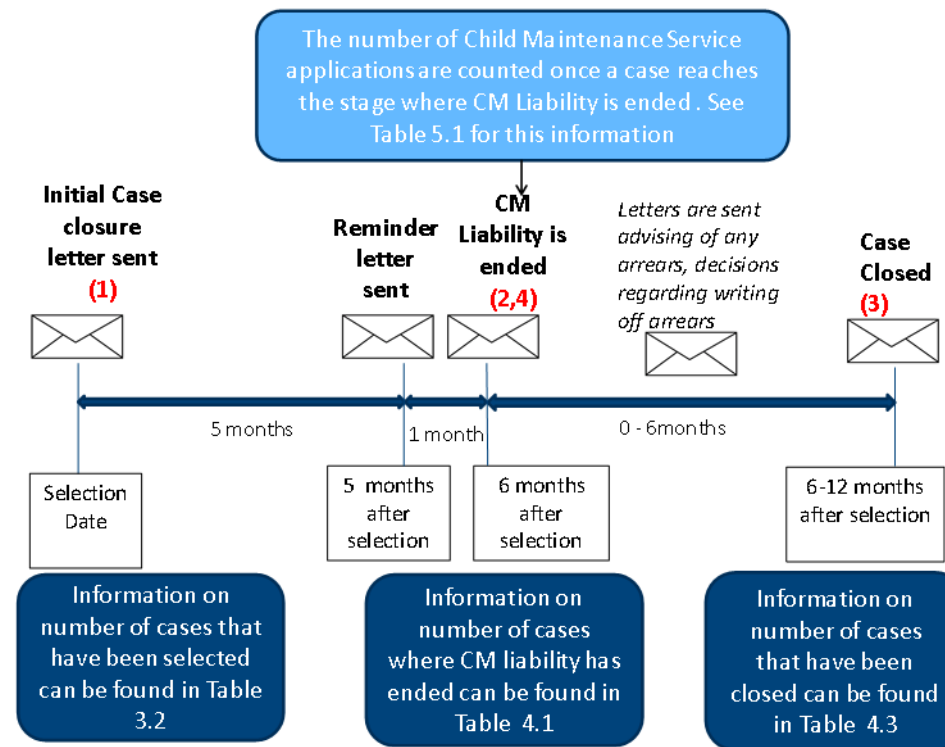 The number of Child Maintenance Service
applications are counted once a case reaches
the stage where CM Liability is ended . See
Table 5.1 for this information
Initial Case
closure
letter sent
(1)
Reminder
letter
sent
CM
Liability is
ended
(2,4)
Letters are sent
advising of any
arrears, decisions
regarding writing
off arrears
Case
Closed
(3)
5 months
1 month
0 - 6months
Selection
Date
5 months
after
selection
6 months
after
selection
6-12 months
after selection
Information on
number of cases that
have been selected
can be found in Table
3.2
Information on
number of cases
where CM liability has
ended can be found in
Table 4.1
Information on
number of cases
that have been
closed can be found
in Table 4.3